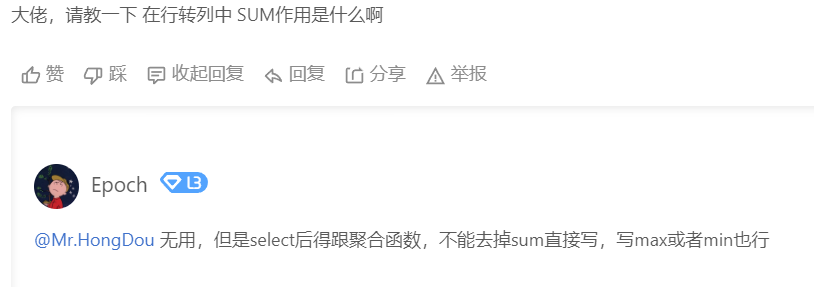 大佬，请教一下 在行转列中 SUM作用是什么啊
赞 踩 收起回复 回复 分享 举报
Epoch L3
@Mr.HongDou 无用，但是select后得跟聚合函数，不能去掉sum直接写，写max或者min也行